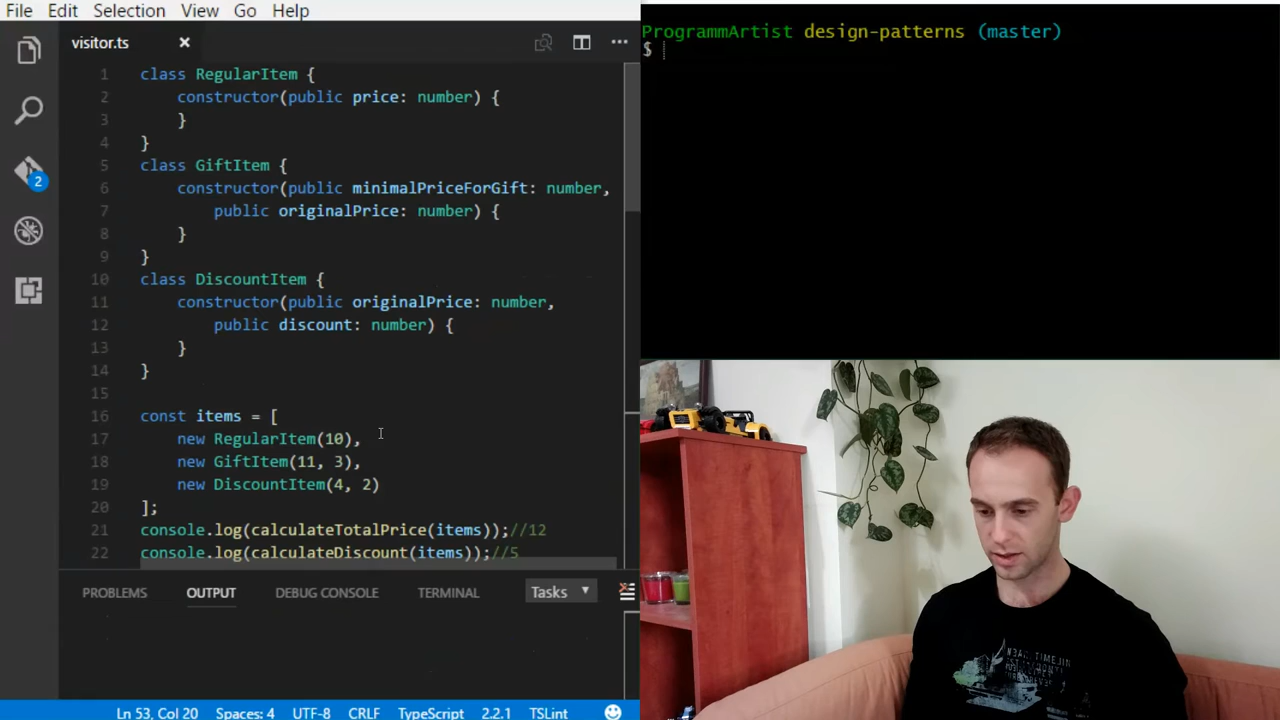 File Edit Selection View Go Help
visitor.ts
1 class RegularItem {
2 constructor(public price: number) {
3 }
4 }
5 class GiftItem {
6 constructor(public minimalPriceForGift: number,
7 public originalPrice: number) {
8 }
9 }
10 class DiscountItem {
11 constructor(public originalPrice: number,
12 public discount: number) {
13 }
14 }
15
16 const items = [
17 new RegularItem(10),
18 new GiftItem(11, 3),
19 new DiscountItem(4, 2)
20 ];
21 console.log(calculateTotalPrice(items));//12
22 console.log(calculateDiscount(items));//5
2
PROBLEMS OUTPUT DEBUG CONSOLE TERMINAL Tasks
Ln 53, Col 20 Spaces: 4 UTF-8 CRLF TypeScript 2.2.1 TSLint
ProgrammArtist design-patterns (master)
$